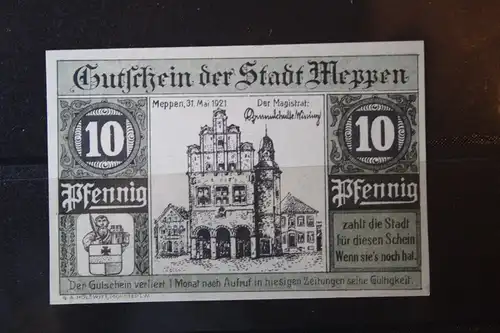 Gutschein der Stadt Meppen
Meppen, 31. Mai 1921 Der Magistrat:
10 10
Pfennig Pfennig
zahlt die Stadt
für diesen Schein
Wenn sie's noch hat.
Der Gutschein verliert 1 Monat nach Aufruf in hiesigen Zeitungen seine Gültigkeit.